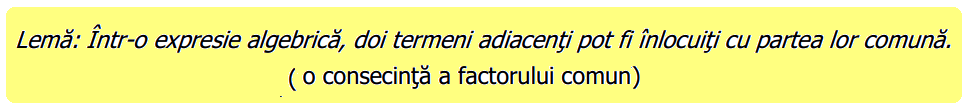 Lemă: Într-o expresie algebrică, doi termeni adiacenţi pot fi înlocuiţi cu partea lor comună.
( o consecinţă a factorului comun)